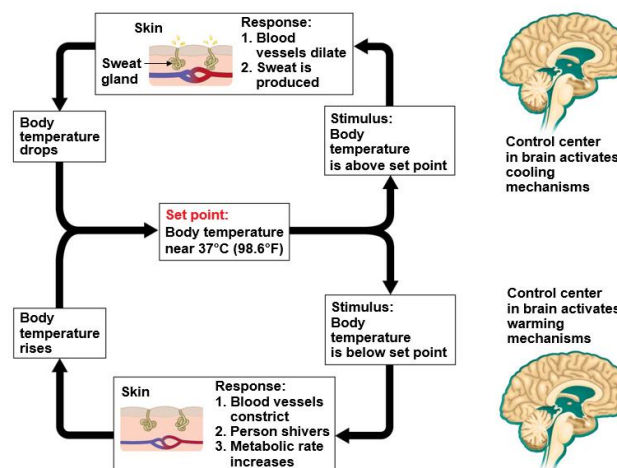 Skin
Sweat
gland
Response:
1. Blood
vessels dilate
2. Sweat is
produced
Body
temperature
drops
Stimulus:
Body
temperature
is above set point
Control center
in brain activates
cooling
mechanisms
Set point:
Body temperature
near 37°C (98.6°F)
Body
temperature
rises
Stimulus:
Body
temperature
is below set point
Control center
in brain activates
warming
mechanisms
Skin
Response:
1. Blood vessels
constrict
2. Person shivers
3. Metabolic rate
increases